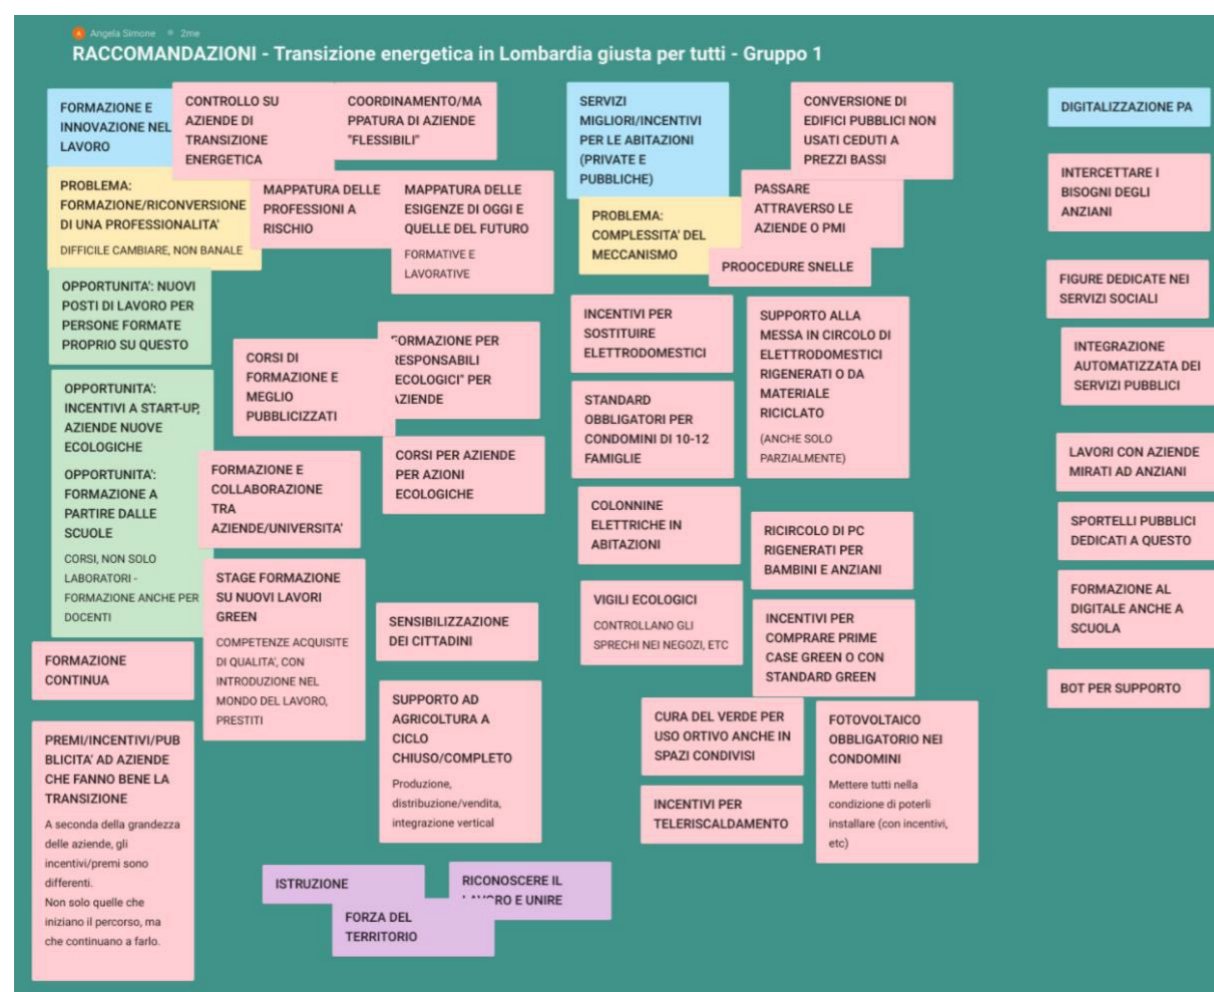 Angela Simone 2me
RACCOMANDAZIONI - Transizione energetica in Lombardia giusta per tutti - Gruppo 1
FORMAZIONE E
INNOVAZIONE NEL
LAVORO
CONTROLLO SU
AZIENDE DI
TRANSIZIONE
ENERGETICA
COORDINAMENTO/MA
PPATURA DI AZIENDE
"FLESSIBILI"
PROBLEMA:
FORMAZIONE/RICONVERSIONE
DI UNA PROFESSIONALITA'
DIFFICILE CAMBIARE, NON BANALE
MAPPATURA DELLE
PROFESSIONI A
RISCHIO
MAPPATURA DELLE
ESIGENZE DI OGGI E
QUELLE DEL FUTURO
FORMATIVE E
LAVORATIVE
OPPORTUNITA': NUOVI
POSTI DI LAVORO PER
PERSONE FORMATE
PROPRIO SU QUESTO
CORSI DI
FORMAZIONE E
MEGLIO
PUBBLICIZZATI
FORMAZIONE PER
RESPONSABILI
ECOLOGICI" PER
AZIENDE
OPPORTUNITA':
INCENTIVI A START-UP,
AZIENDE NUOVE
ECOLOGICHE
OPPORTUNITA':
FORMAZIONE A
PARTIRE DALLE
SCUOLE
CORSI, NON SOLO
LABORATORI -
FORMAZIONE ANCHE PER
DOCENTI
FORMAZIONE E
COLLABORAZIONE
TRA
AZIENDE/UNIVERSITA'
CORSI PER AZIENDE
PER AZIONI
ECOLOGICHE
STAGE FORMAZIONE
SU NUOVI LAVORI
GREEN
COMPETENZE ACQUISITE
DI QUALITA', CON
INTRODUZIONE NEL
MONDO DEL LAVORO,
PRESTITI
SENSIBILIZZAZIONE
DEI CITTADINI
FORMAZIONE
CONTINUA
PREMI/INCENTIVI/PUB
BLICITA' AD AZIENDE
CHE FANNO BENE LA
TRANSIZIONE
A seconda della grandezza
delle aziende, gli
incentivi/premi sono
differenti.
Non solo quelle che
iniziano il percorso, ma
che continuano a farlo.
SUPPORTO AD
AGRICOLTURA A
CICLO
CHIUSO/COMPLETO
Produzione,
distribuzione/vendita,
integrazione vertical
ISTRUZIONE
FORZA DEL
TERRITORIO
RICONOSCERE IL
LAVORO E UNIRE
SERVIZI
MIGLIORI/INCENTIVI
PER LE ABITAZIONI
(PRIVATE E
PUBBLICHE)
CONVERSIONE DI
EDIFICI PUBBLICI NON
USATI CEDUTI A
PREZZI BASSI
PROBLEMA:
COMPLESSITA' DEL
MECCANISMO
PASSARE
ATTRAVERSO LE
AZIENDE O PMI
PROOCEDURE SNELLE
INCENTIVI PER
SOSTITUIRE
ELETTRODOMESTICI
SUPPORTO ALLA
MESSA IN CIRCOLO DI
ELETTRODOMESTICI
RIGENERATI O DA
MATERIALE
RICICLATO
(ANCHE SOLO
PARZIALMENTE)
STANDARD
OBBLIGATORI PER
CONDOMINI DI 10-12
FAMIGLIE
COLONNINE
ELETTRICHE IN
ABITAZIONI
RICIRCOLO DI PC
RIGENERATI PER
BAMBINI E ANZIANI
VIGILI ECOLOGICI
CONTROLLANO GLI
SPRECHI NEI NEGOZI, ETC
INCENTIVI PER
COMPRARE PRIME
CASE GREEN O CON
STANDARD GREEN
CURA DEL VERDE PER
USO ORTIVO ANCHE IN
SPAZI CONDIVISI
FOTOVOLTAICO
OBBLIGATORIO NEI
CONDOMINI
Mettere tutti nella
condizione di poterli
installare (con incentivi,
etc)
INCENTIVI PER
TELERISCALDAMENTO
DIGITALIZZAZIONE PA
INTERCETTARE I
BISOGNI DEGLI
ANZIANI
FIGURE DEDICATE NEI
SERVIZI SOCIALI
INTEGRAZIONE
AUTOMATIZZATA DEI
SERVIZI PUBBLICI
LAVORI CON AZIENDE
MIRATI AD ANZIANI
SPORTELLI PUBBLICI
DEDICATI A QUESTO
FORMAZIONE AL
DIGITALE ANCHE A
SCUOLA
BOT PER SUPPORTO